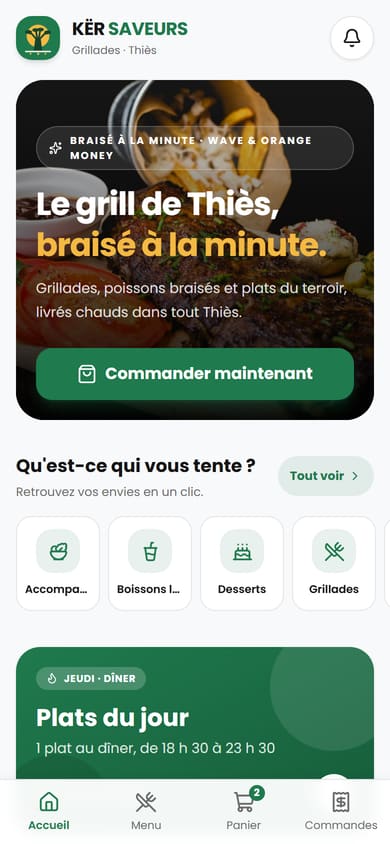 KËR SAVEURS
Grillades · Thiès
BRAISÉ À LA MINUTE · WAVE & ORANGE
MONEY
Le grill de Thiès,
braisé à la minute.
Grillades, poissons braisés et plats du terroir,
livrés chauds dans tout Thiès.
Commander maintenant
Qu'est-ce qui vous tente ?
Tout voir
Retrouvez vos envies en un clic.
Accompa...
Boissons l...
Desserts
Grillades
JEUDI · DÎNER
Plats du jour
1 plat au dîner, de 18 h 30 à 23 h 30
2
Accueil
Menu
Panier
Commandes